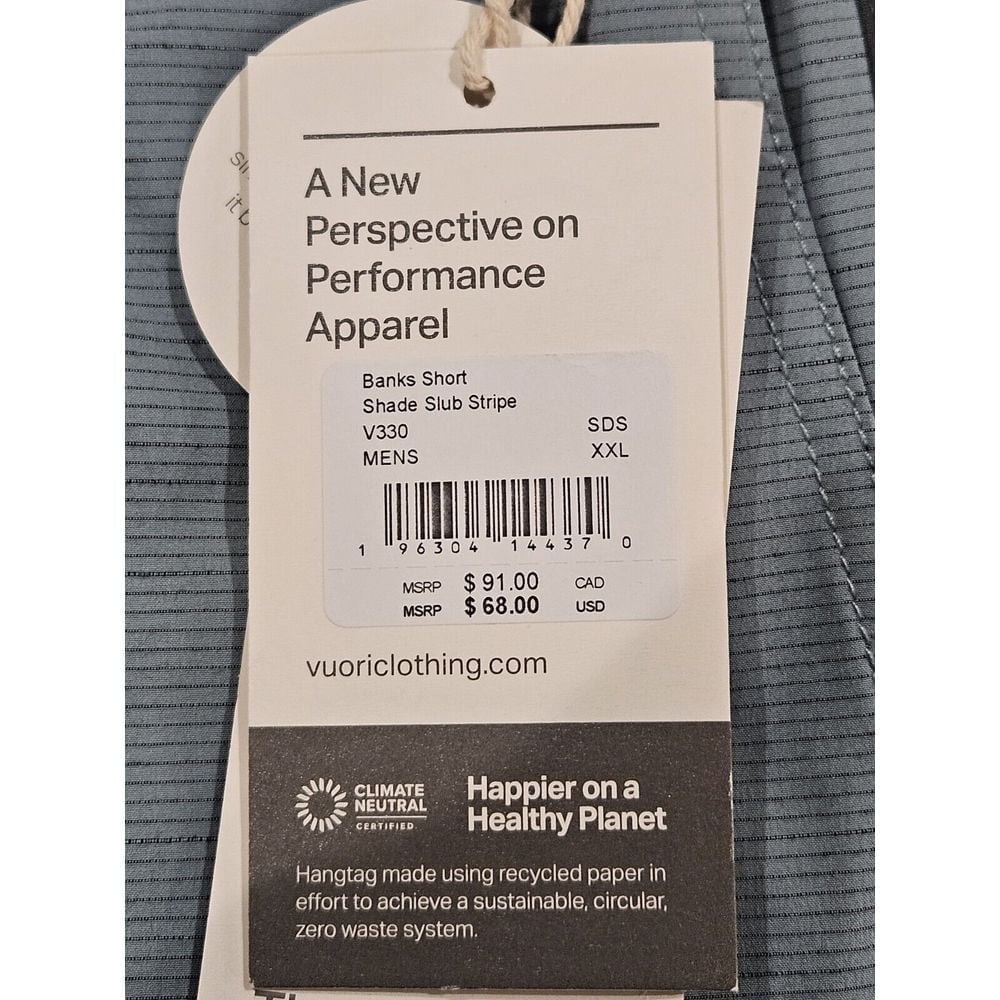 A New
Perspective on
Performance
Apparel
Banks Short
Shade Slub Stripe
V330 SDS
MENS XXL
1 96304 14437 0
MSRP $ 91.00 CAD
MSRP $ 68.00 USD
vuoriclothing.com
CLIMATE
NEUTRAL
CERTIFIED
Happier on a
Healthy Planet
Hangtag made using recycled paper in
effort to achieve a sustainable, circular,
zero waste system.